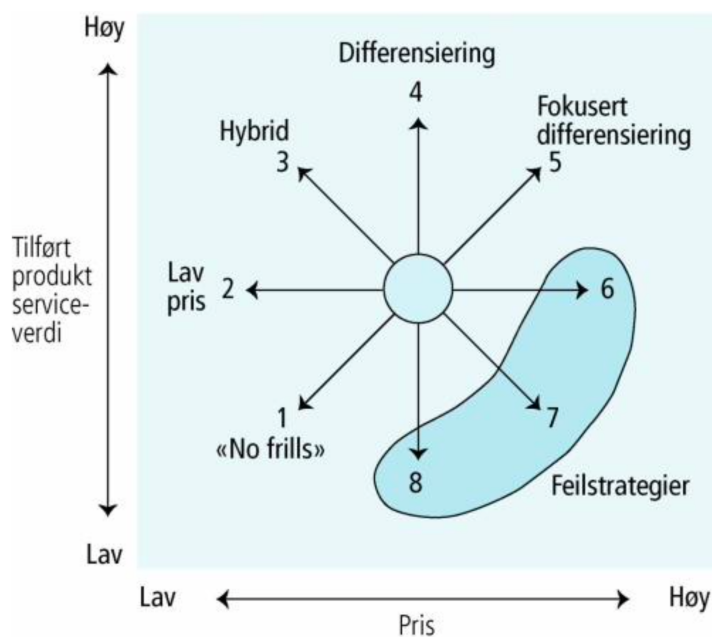 Høy
Differensiering
4
Fokusert
differensiering
5
Hybrid
3
Tilført
produkt
service-
verdi
Lav
pris
2
6
1
«No frills»
7
8
Feilstrategier
Lav
Lav
Høy
Pris